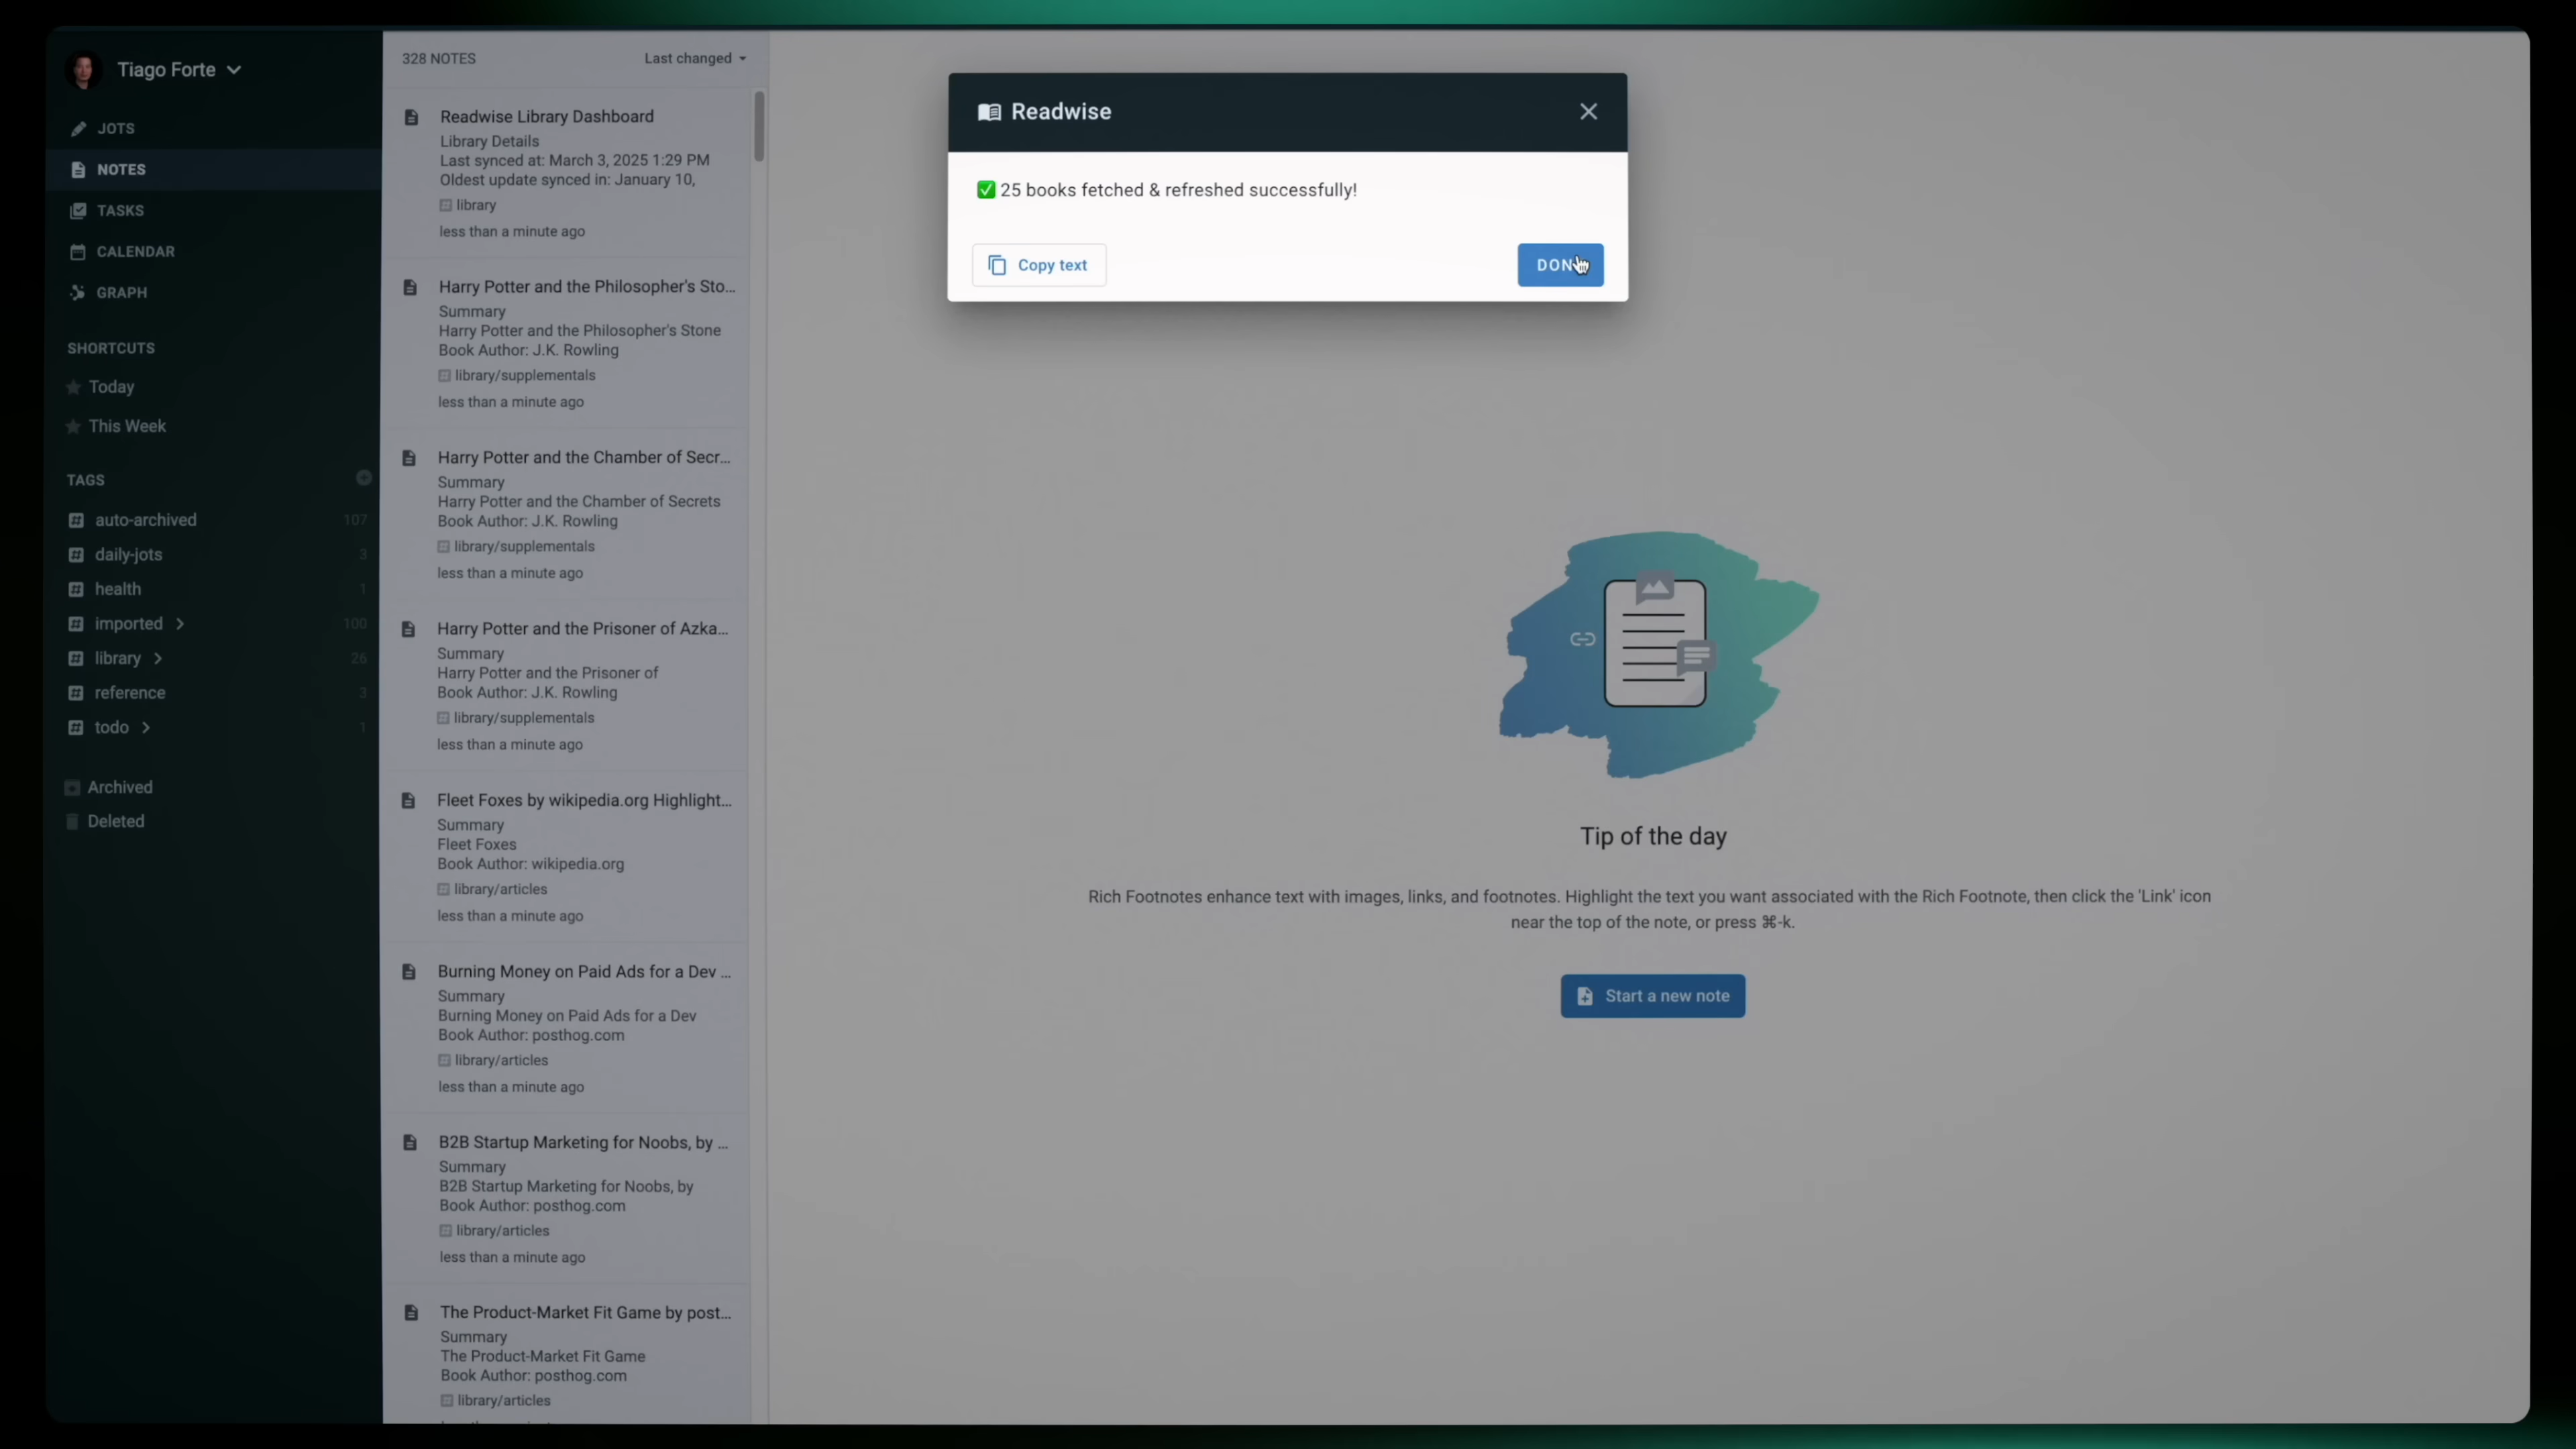 Tiago Forte
JOTS
NOTES
TASKS
CALENDAR
GRAPH
SHORTCUTS
Today
This Week
TAGS
auto-archived 107
daily-jots 3
health 1
imported 100
library 26
reference 3
todo 1
Archived
Deleted
328 NOTES Last changed
Readwise Library Dashboard
Library Details
Last synced at: March 3, 2025 1:29 PM
Oldest update synced in: January 10,
library
less than a minute ago
Harry Potter and the Philosopher's Sto...
Summary
Harry Potter and the Philosopher's Stone
Book Author: J.K. Rowling
library/supplementals
less than a minute ago
Harry Potter and the Chamber of Secr...
Summary
Harry Potter and the Chamber of Secrets
Book Author: J.K. Rowling
library/supplementals
less than a minute ago
Harry Potter and the Prisoner of Azka...
Summary
Harry Potter and the Prisoner of
Book Author: J.K. Rowling
library/supplementals
less than a minute ago
Fleet Foxes by wikipedia.org Highlight...
Summary
Fleet Foxes
Book Author: wikipedia.org
library/articles
less than a minute ago
Burning Money on Paid Ads for a Dev ...
Summary
Burning Money on Paid Ads for a Dev
Book Author: posthog.com
library/articles
less than a minute ago
B2B Startup Marketing for Noobs, by ...
Summary
B2B Startup Marketing for Noobs, by
Book Author: posthog.com
library/articles
less than a minute ago
The Product-Market Fit Game by post...
Summary
The Product-Market Fit Game
Book Author: posthog.com
library/articles
Readwise
✅ 25 books fetched & refreshed successfully!
Copy text
Tip of the day
Rich Footnotes enhance text with images, links, and footnotes. Highlight the text you want associated with the Rich Footnote, then click the 'Link' icon
near the top of the note, or press ⌘-k.
Start a new note